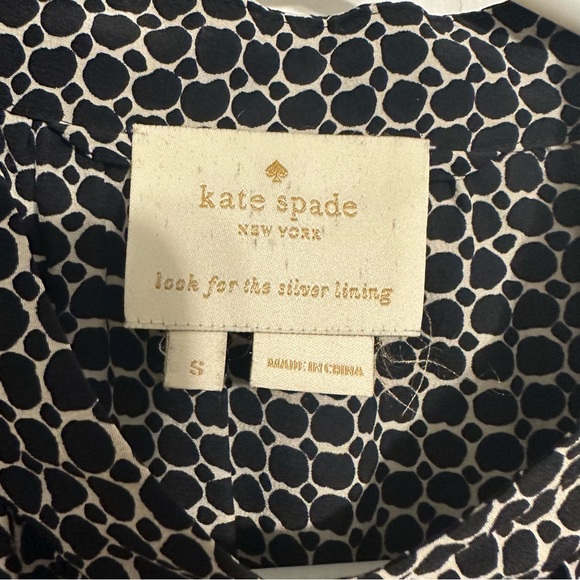 kate spade
NEW YORK
look for the silver lining
S
MADE IN CHINA